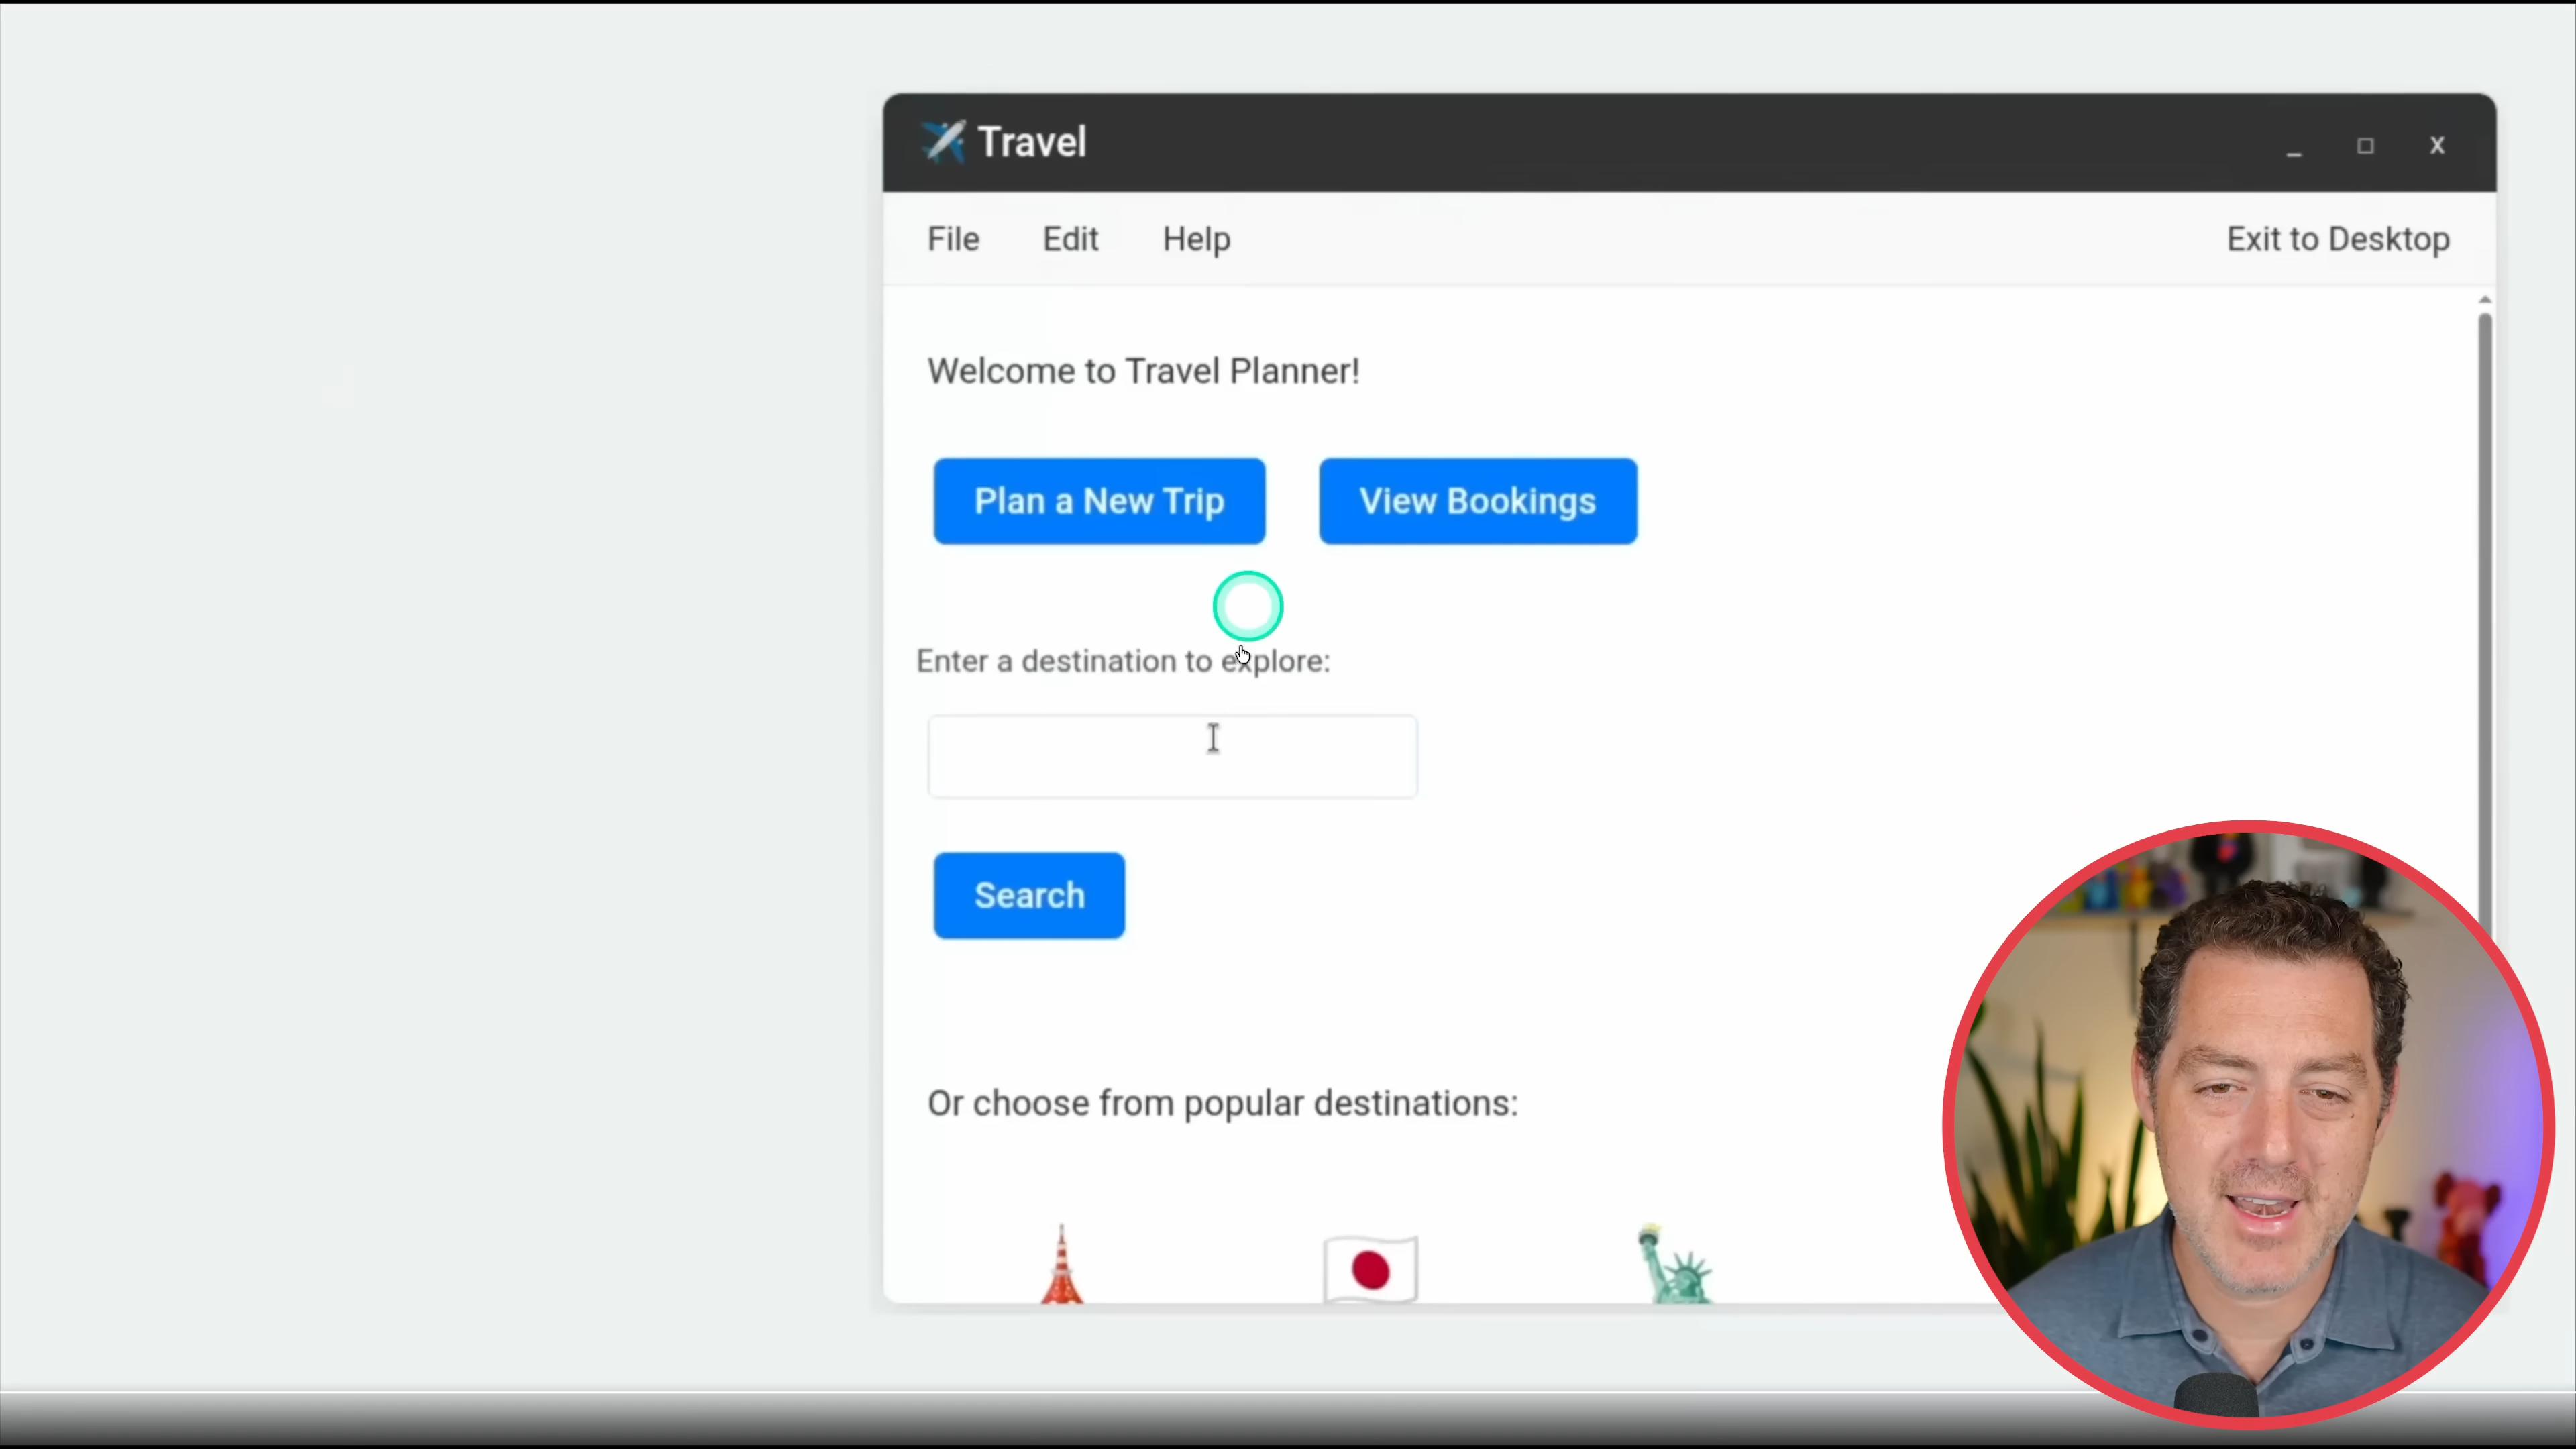 Travel
_ □ X
File Edit Help Exit to Desktop
Welcome to Travel Planner!
Plan a New Trip View Bookings
Enter a destination to explore:
Search
Or choose from popular destinations: